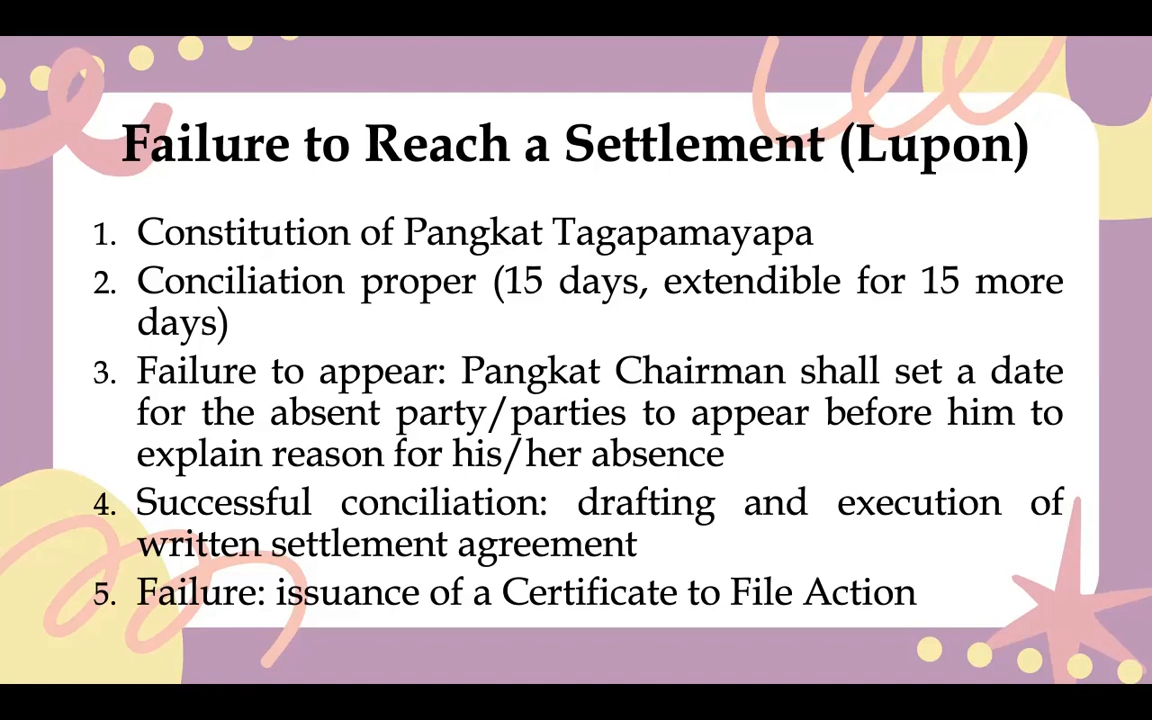 Failure to Reach a Settlement (Lupon)
1. Constitution of Pangkat Tagapamayapa
2. Conciliation proper (15 days, extendible for 15 more
days)
3. Failure to appear: Pangkat Chairman shall set a date
for the absent party/parties to appear before him to
explain reason for his/her absence
4. Successful conciliation: drafting and execution of
written settlement agreement
5. Failure: issuance of a Certificate to File Action